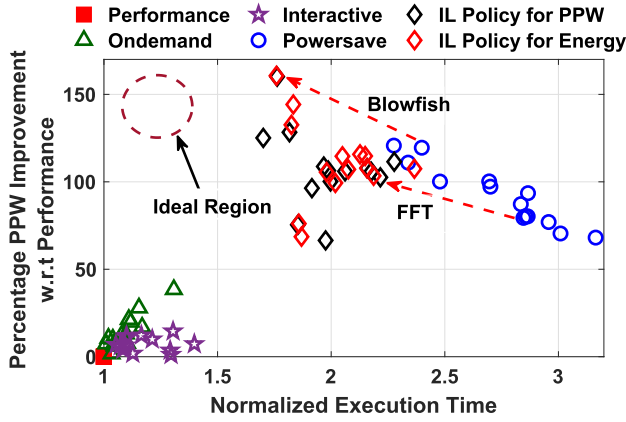 Performance
Interactive
IL Policy for PPW
Ondemand
Powersave
IL Policy for Energy
Percentage PPW Improvement
w.r.t Performance
150
100
50
0
Blowfish
Ideal Region
FFT
1
1.5
2
2.5
3
Normalized Execution Time